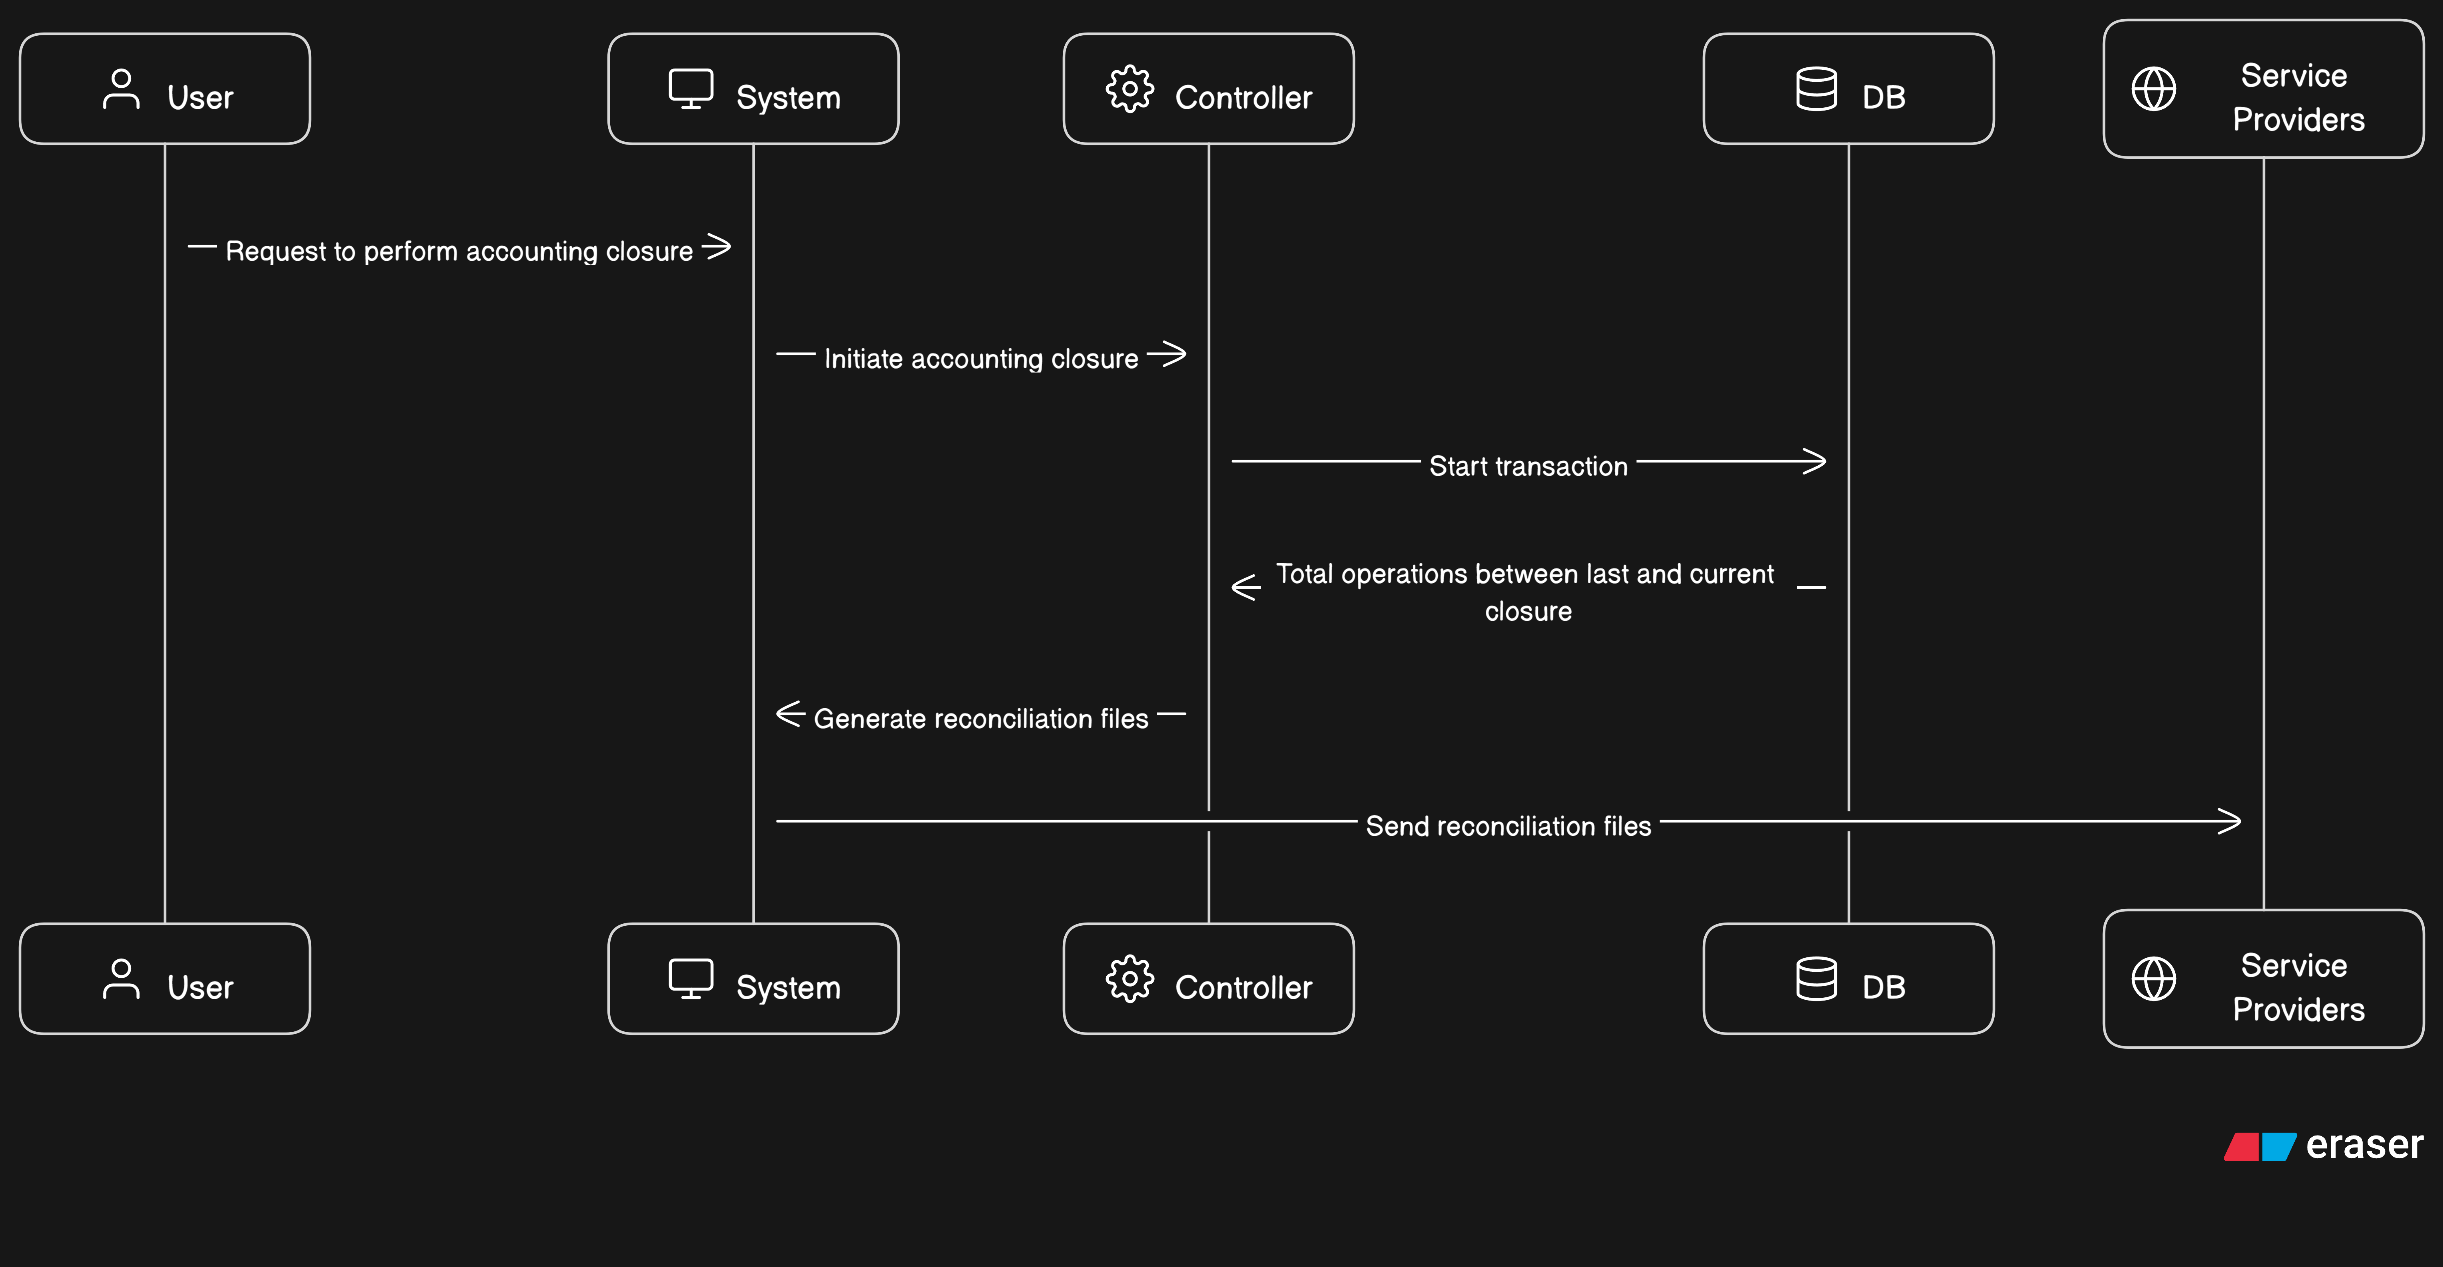 User
System
Controller
DB
Service
Providers
Request to perform accounting closure
Initiate accounting closure
Start transaction
Total operations between last and current
closure
Generate reconciliation files
Send reconciliation files
User
System
Controller
DB
Service
Providers
eraser